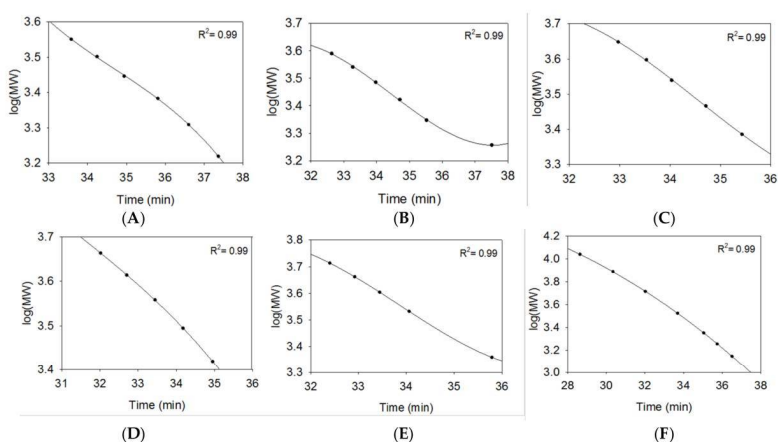 3.6
3.5
3.4
3.3
3.2
log(MW)
R²= 0.99
33 34 35 36 37 38
Time (min)
(A)
3.7
3.6
3.5
3.4
3.3
3.2
log(MW)
R²= 0.99
32 33 34 35 36 37 38
Time (min)
(B)
3.7
3.6
3.5
3.4
3.3
log(MW)
R²= 0.99
32 33 34 35 36
Time (min)
(C)
3.7
3.6
3.5
3.4
log(MW)
R²= 0.99
31 32 33 34 35 36
Time (min)
(D)
3.8
3.7
3.6
3.5
3.4
3.3
log(MW)
R²= 0.99
32 33 34 35 36
Time (min)
(E)
4.2
4.0
3.8
3.6
3.4
3.2
3.0
log(MW)
R²= 0.99
28 30 32 34 36 38
Time (min)
(F)